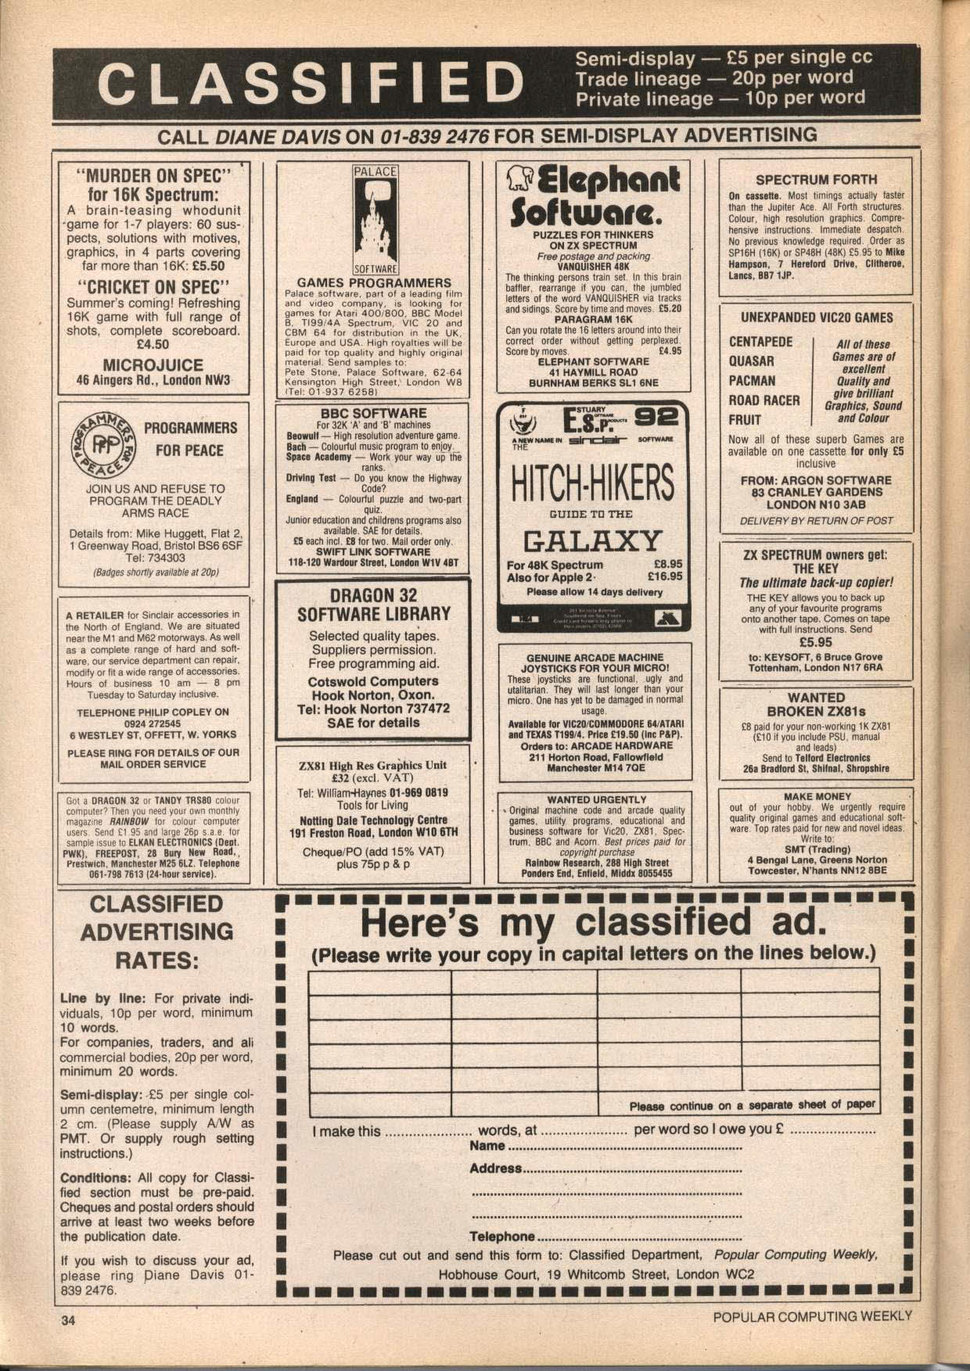 CLASSIFIED
Semi-display — £5 per single cc
Trade lineage — 20p per word
Private lineage — 10p per word
CALL DIANE DAVIS ON 01-839 2476 FOR SEMI-DISPLAY ADVERTISING
"MURDER ON SPEC"
for 16K Spectrum:
A brain-teasing whodunit
game for 1-7 players: 60 sus-
pects, solutions with motives,
graphics, in 4 parts covering
far more than 16K: £5.50
"CRICKET ON SPEC"
Summer's coming! Refreshing
16K game with full range of
shots, complete scoreboard.
£4.50
MICROJUICE
46 Aingers Rd., London NW3
PROGRAMMERS FOR PEACE
PROGRAMMERS
FOR PEACE
JOIN US AND REFUSE TO
PROGRAM THE DEADLY
ARMS RACE
Details from: Mike Huggett, Flat 2,
1 Greenway Road, Bristol BS6 6SF
Tel: 734303
(Badges shortly available at 20p)
A RETAILER for Sinclair accessories in
the North of England. We are situated
near the M1 and M62 motorways. As well
as a complete range of hard and soft-
ware, our service department can repair,
modify or fit a wide range of accessories.
Hours of business 10 am — 8 pm
Tuesday to Saturday inclusive.
TELEPHONE PHILIP COPLEY ON
0924 272545
6 WESTLEY ST, OFFETT, W. YORKS
PLEASE RING FOR DETAILS OF OUR
MAIL ORDER SERVICE
Got a DRAGON 32 or TANDY TRS80 colour
computer? Then you need your own monthly
magazine RAINBOW for colour computer
users. Send £1.95 and large 26p s.a.e. for
sample issue to ELKAN ELECTRONICS (Dept.
PWK), FREEPOST, 28 Bury New Road,
Prestwich, Manchester M25 6LZ. Telephone
061-798 7613 (24-hour service).
PALACE
SOFTWARE
GAMES PROGRAMMERS
Palace software, part of a leading film
and video company, is looking for
games for Atari 400/800, BBC Model
B, TI99/4A Spectrum, VIC 20 and
CBM 64 for distribution in the UK,
Europe and USA. High royalties will be
paid for top quality and highly original
material. Send samples to:
Pete Stone, Palace Software, 62-64
Kensington High Street, London W8
(Tel: 01-937 6258)
BBC SOFTWARE
For 32K 'A' and 'B' machines
Beowulf — High resolution adventure game.
Bach — Colourful music program to enjoy.
Space Academy — Work your way up the
ranks.
Driving Test — Do you know the Highway
Code?
England — Colourful puzzle and two-part
quiz.
Junior education and childrens programs also
available. SAE for details.
£5 each incl. £8 for two. Mail order only.
SWIFT LINK SOFTWARE
118-120 Wardour Street, London W1V 4BT
DRAGON 32
SOFTWARE LIBRARY
Selected quality tapes.
Suppliers permission.
Free programming aid.
Cotswold Computers
Hook Norton, Oxon.
Tel: Hook Norton 737472
SAE for details
ZX81 High Res Graphics Unit
£32 (excl. VAT)
Tel: William-Haynes 01-969 0819
Tools for Living
Notting Dale Technology Centre
191 Freston Road, London W10 6TH
Cheque/PO (add 15% VAT)
plus 75p p & p
Elephant
Software.
PUZZLES FOR THINKERS
ON ZX SPECTRUM
Free postage and packing
VANQUISHER 48K
The thinking persons train set. In this brain
baffler, rearrange if you can, the jumbled
letters of the word VANQUISHER via tracks
and sidings. Score by time and moves. £5.20
PARAGRAM 16K
Can you rotate the 16 letters around into their
correct order without getting perplexed.
Score by moves. £4.95
ELEPHANT SOFTWARE
41 HAYMILL ROAD
BURNHAM BERKS SL1 6NE
ESTUARY SOFTWARE PRODUCTS
E.S.P. 92
A NEW NAME IN sinclair SOFTWARE
THE
HITCH-HIKERS
GUIDE TO THE
GALAXY
For 48K Spectrum £8.95
Also for Apple 2 £16.95
Please allow 14 days delivery
VISA
GENUINE ARCADE MACHINE
JOYSTICKS FOR YOUR MICRO!
These joysticks are functional, ugly and
utalitarian. They will last longer than your
micro. One has yet to be damaged in normal
usage.
Available for VIC20/COMMODORE 64/ATARI
and TEXAS T199/4. Price £19.50 (inc P&P).
Orders to: ARCADE HARDWARE
211 Horton Road, Fallowfield
Manchester M14 7QE
WANTED URGENTLY
Original machine code and arcade quality
games, utility programs, educational and
business software for Vic20, ZX81, Spec-
trum, BBC and Acorn. Best prices paid for
copyright purchase
Rainbow Research, 288 High Street
Ponders End, Enfield, Middx 8055455
SPECTRUM FORTH
On cassette. Most timings actually faster
than the Jupiter Ace. All Forth structures.
Colour, high resolution graphics. Compre-
hensive instructions. Immediate despatch.
No previous knowledge required. Order as
SP16H (16K) or SP48H (48K) £5.95 to Mike
Hampson, 7 Hereford Drive, Clitheroe,
Lancs, BB7 1JP.
UNEXPANDED VIC20 GAMES
CENTAPEDE
QUASAR
PACMAN
ROAD RACER
FRUIT
All of these
Games are of
excellent
Quality and
give brilliant
Graphics, Sound
and Colour
Now all of these superb Games are
available on one cassette for only £5
inclusive
FROM: ARGON SOFTWARE
83 CRANLEY GARDENS
LONDON N10 3AB
DELIVERY BY RETURN OF POST
ZX SPECTRUM owners get:
THE KEY
The ultimate back-up copier!
THE KEY allows you to back up
any of your favourite programs
onto another tape. Comes on tape
with full instructions. Send
£5.95
to: KEYSOFT, 6 Bruce Grove
Tottenham, London N17 6RA
WANTED
BROKEN ZX81s
£8 paid for your non-working 1K ZX81
(£10 if you include PSU, manual
and leads)
Send to Telford Electronics
26a Bradford St, Shifnal, Shropshire
MAKE MONEY
out of your hobby. We urgently require
quality original games and educational soft-
ware. Top rates paid for new and novel ideas.
Write to:
SMT (Trading)
4 Bengal Lane, Greens Norton
Towcester, N'hants NN12 8BE
CLASSIFIED
ADVERTISING
RATES:
Line by line: For private indi-
viduals, 10p per word, minimum
10 words.
For companies, traders, and all
commercial bodies, 20p per word,
minimum 20 words.
Semi-display: £5 per single col-
umn centemetre, minimum length
2 cm. (Please supply A/W as
PMT. Or supply rough setting
instructions.)
Conditions: All copy for Classi-
fied section must be pre-paid.
Cheques and postal orders should
arrive at least two weeks before
the publication date.
If you wish to discuss your ad,
please ring Diane Davis 01-
839 2476.
Here's my classified ad.
(Please write your copy in capital letters on the lines below.)
Please continue on a separate sheet of paper
I make this ...................... words, at ...................... per word so I owe you £ ......................
Name ............................................................
Address............................................................
............................................................
............................................................
Telephone............................................................
Please cut out and send this form to: Classified Department, Popular Computing Weekly,
Hobhouse Court, 19 Whitcomb Street, London WC2
34
POPULAR COMPUTING WEEKLY